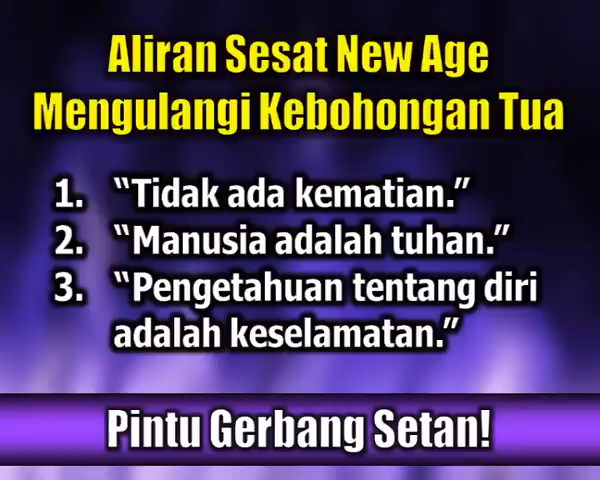 Aliran Sesat New Age
Mengulangi Kebohongan Tua
1. “Tidak ada kematian.”
2. “Manusia adalah tuhan.”
3. “Pengetahuan tentang diri
adalah keselamatan.”
Pintu Gerbang Setan!